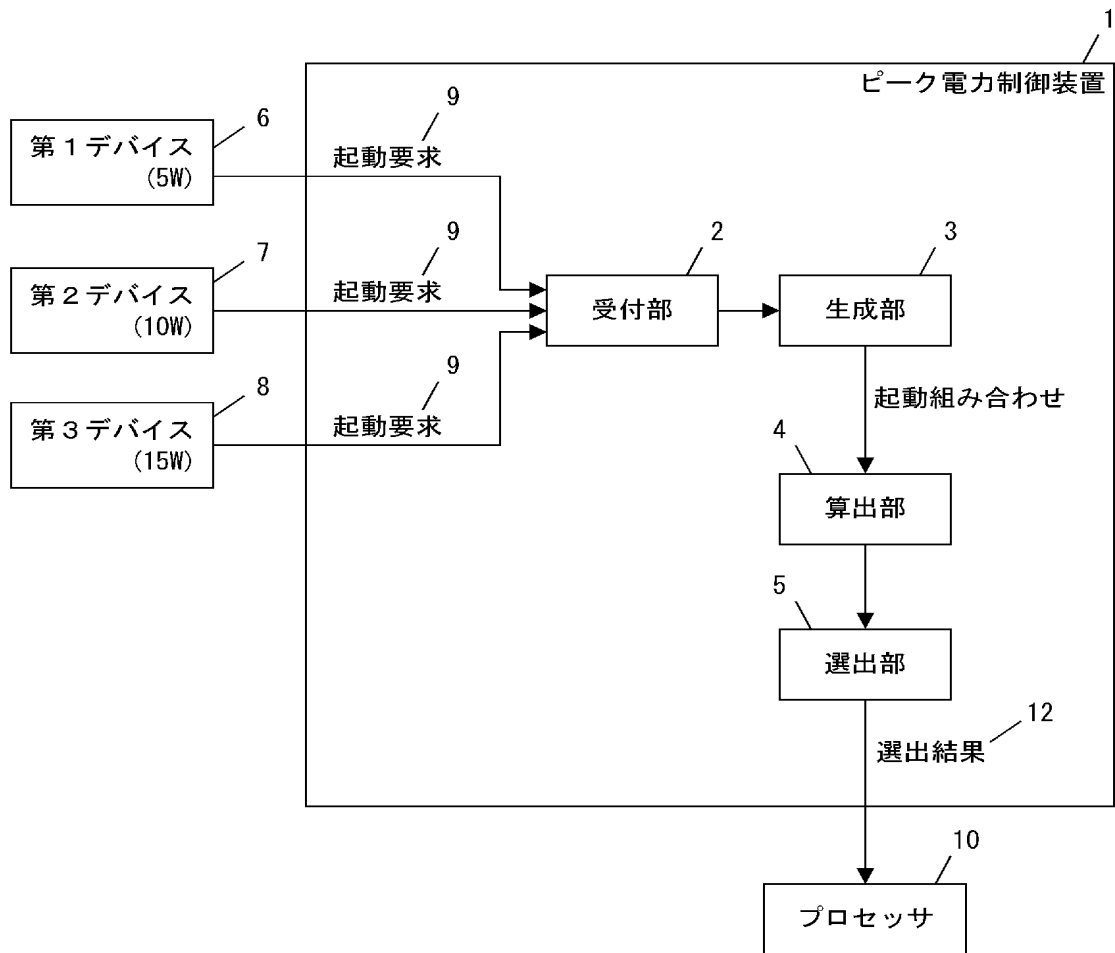 1
ピーク電力制御装置
6
第１デバイス
(5W)
9
起動要求
7
第２デバイス
(10W)
9
起動要求
2
受付部
3
生成部
8
第３デバイス
(15W)
9
起動要求
起動組み合わせ
4
算出部
5
選出部
選出結果
12
10
プロセッサ